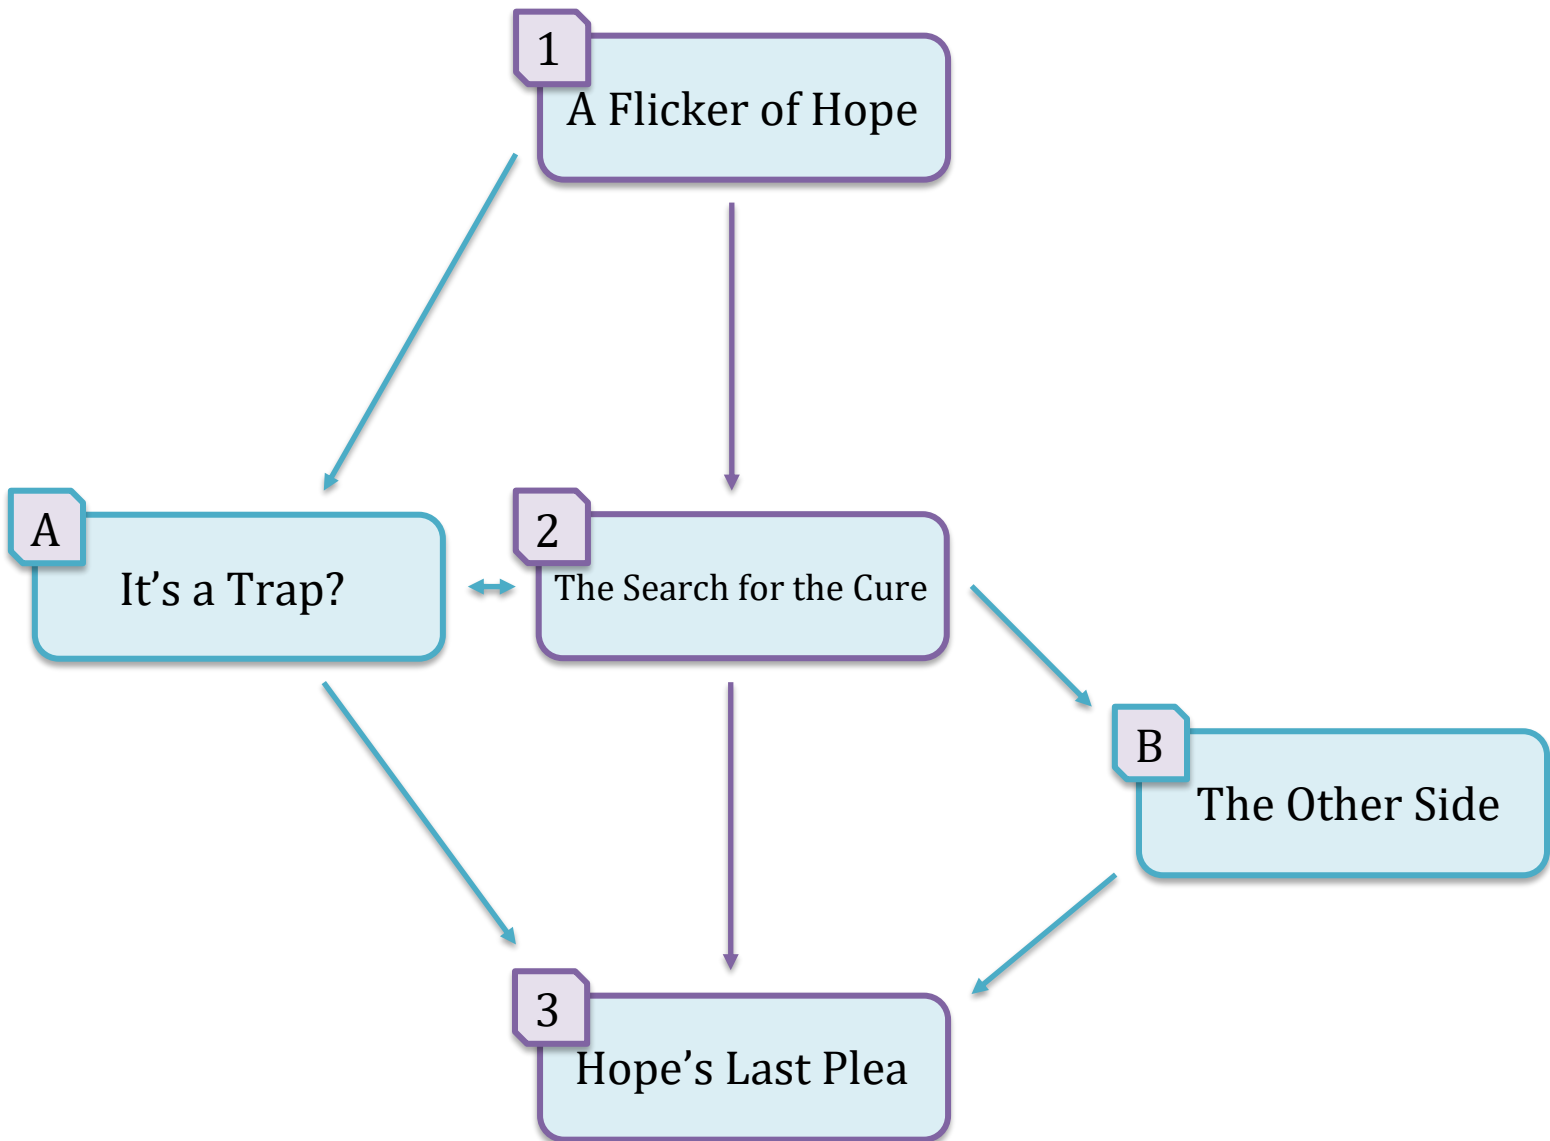 1
A Flicker of Hope
A
It’s a Trap?
2
The Search for the Cure
B
The Other Side
3
Hope’s Last Plea